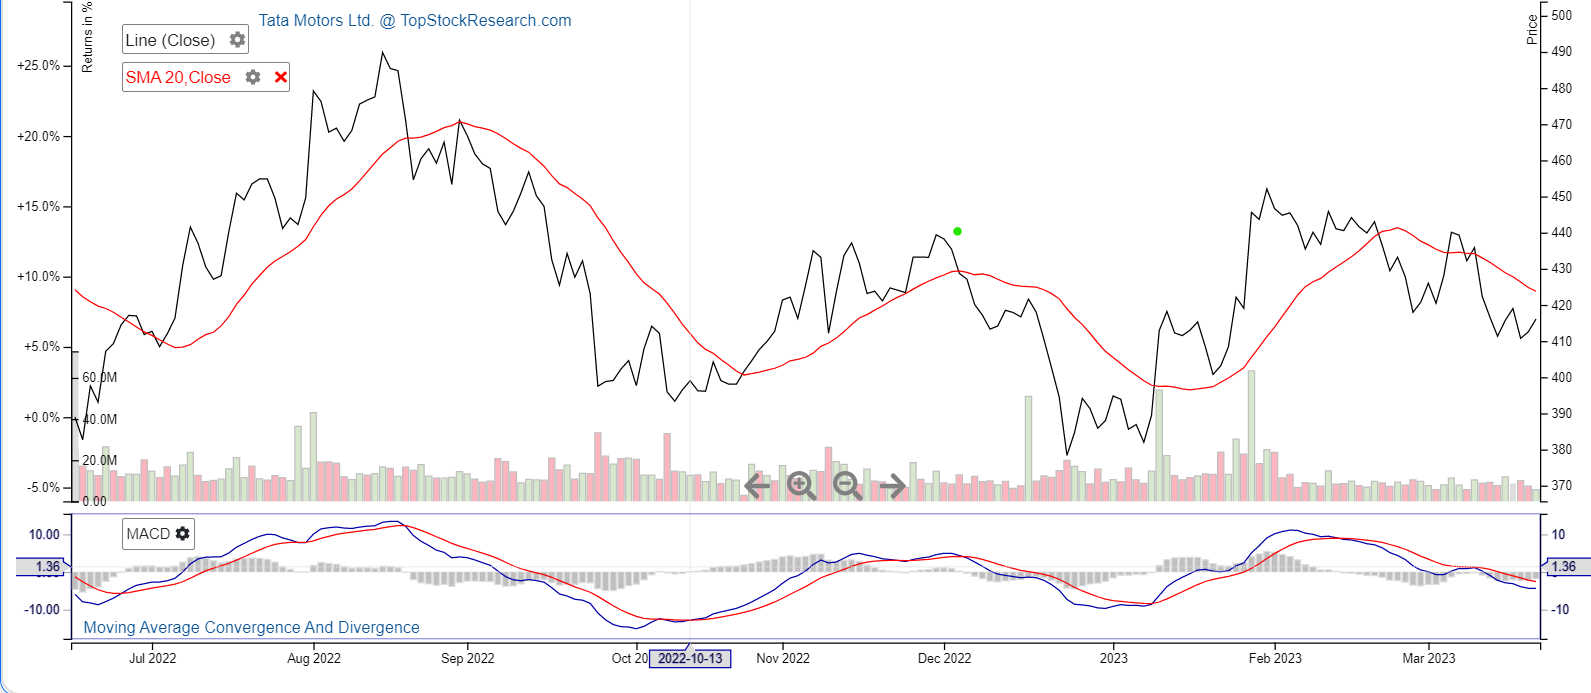 Tata Motors Ltd. @ TopStockResearch.com
Returns in %
Line (Close)
SMA 20,Close
Price
+25.0%
+20.0%
+15.0%
+10.0%
+5.0%
+0.0%
-5.0%
60.0M
40.0M
20.0M
0.00
500
490
480
470
460
450
440
430
420
410
400
390
380
370
MACD
10.00
1.36
-10.00
10
1.36
-10
Moving Average Convergence And Divergence
Jul 2022
Aug 2022
Sep 2022
Oct 20
2022-10-13
Nov 2022
Dec 2022
2023
Feb 2023
Mar 2023